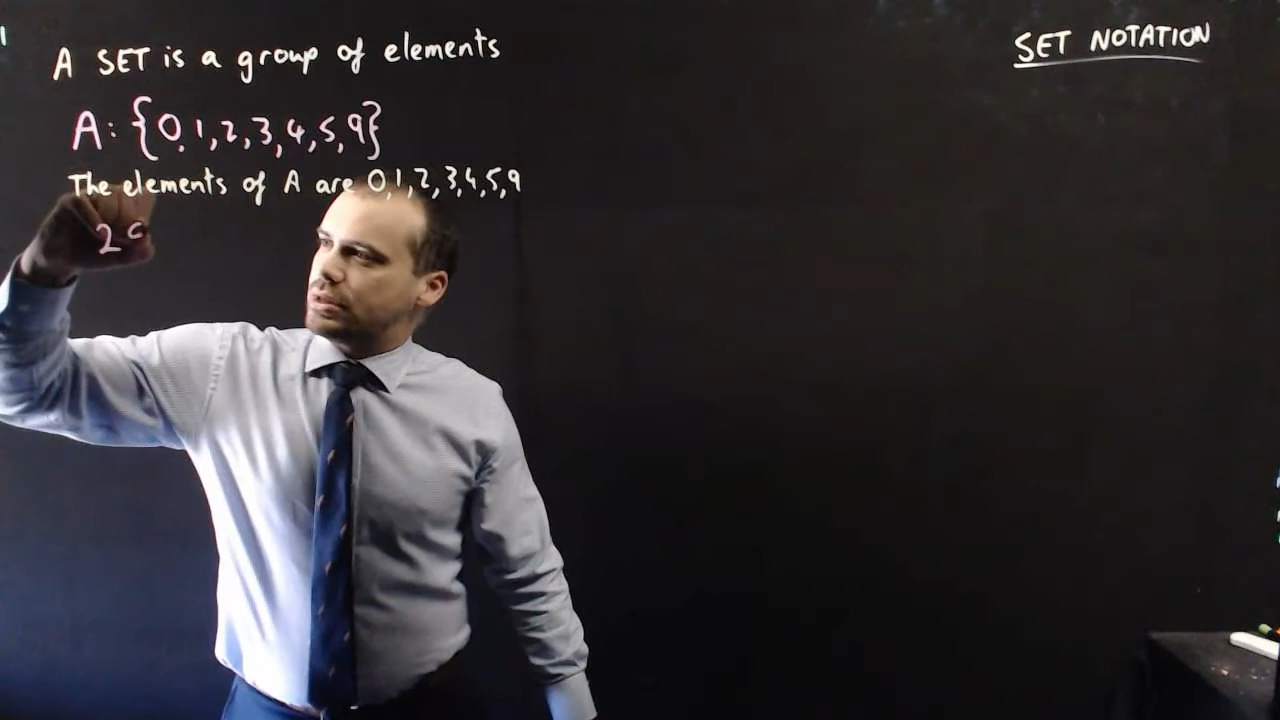 SET NOTATION
A SET is a group of elements
A: {0,1,2,3,4,5,9}
The elements of A are 0,1,2,3,4,5,9
2